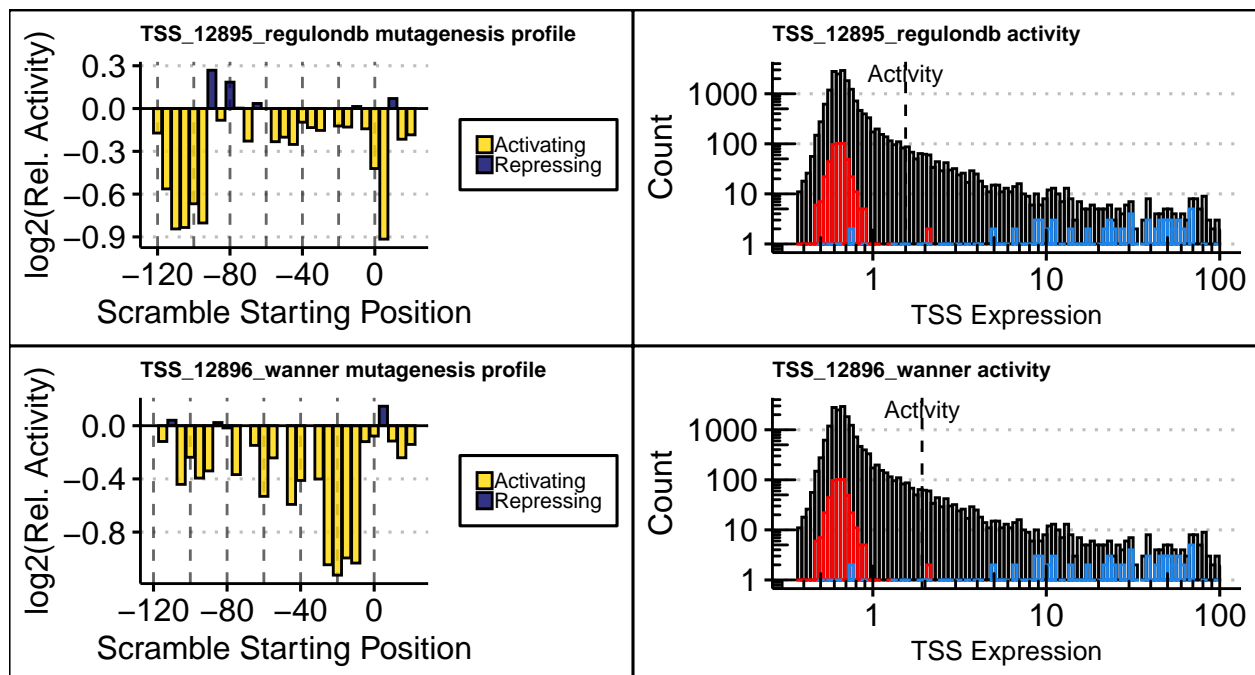 TSS_12895_regulondb mutagenesis profile
log2(Rel. Activity)
0.3
0.0
−0.3
−0.6
−0.9
−120 −80 −40 0
Scramble Starting Position
Activating
Repressing
TSS_12895_regulondb activity
Activity
Count
1000
100
10
1
1 10 100
TSS Expression
TSS_12896_wanner mutagenesis profile
log2(Rel. Activity)
0.0
−0.4
−0.8
−120 −80 −40 0
Scramble Starting Position
Activating
Repressing
TSS_12896_wanner activity
Activity
Count
1000
100
10
1
1 10 100
TSS Expression